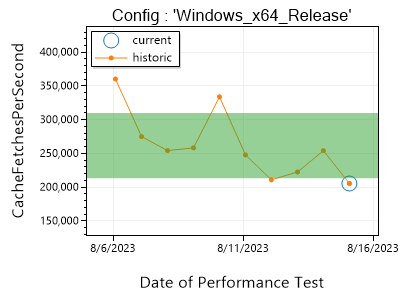 Config : 'Windows_x64_Release'
current
historic
CacheFetchesPerSecond
400,000
350,000
300,000
250,000
200,000
150,000
8/6/2023
8/11/2023
8/16/2023
Date of Performance Test